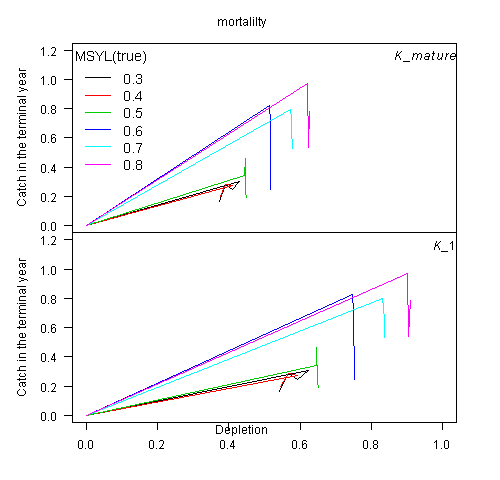 mortalilty
MSYL(true)
K_mature
0.3
0.4
0.5
0.6
0.7
0.8
Catch in the terminal year
1.2
1.0
0.8
0.6
0.4
0.2
0.0
K_1
Catch in the terminal year
1.2
1.0
0.8
0.6
0.4
0.2
0.0
Depletion
0.0 0.2 0.4 0.6 0.8 1.0